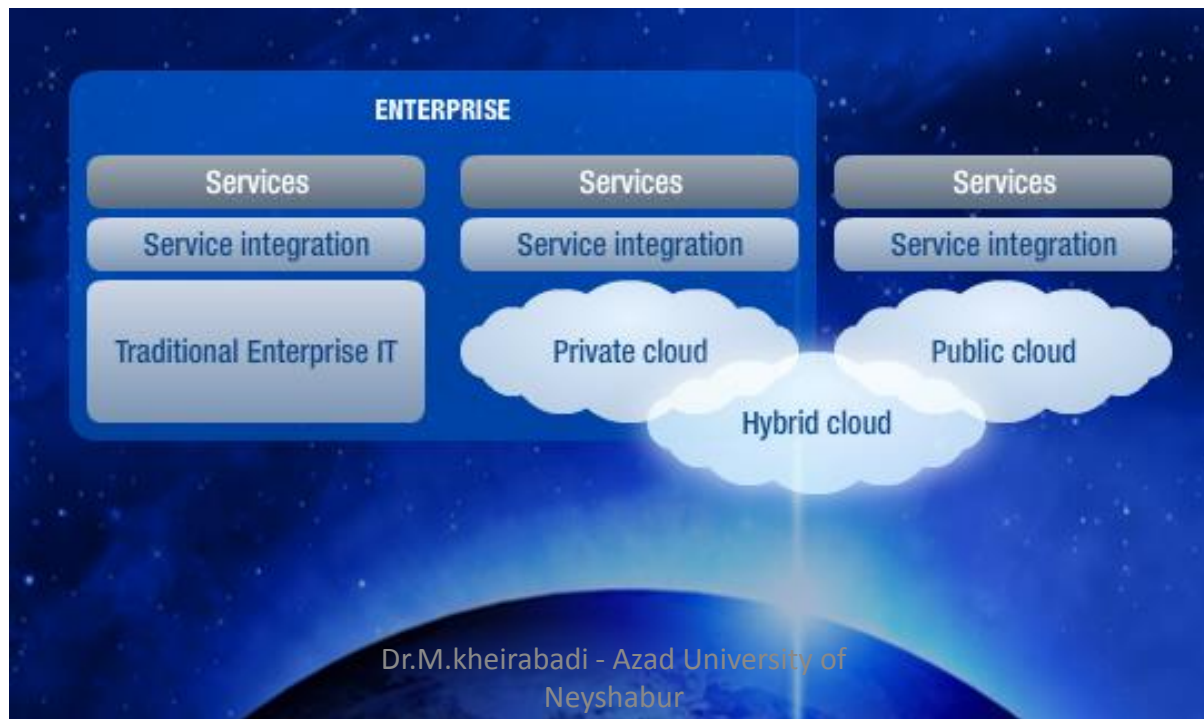 ENTERPRISE
Services
Services
Services
Service integration
Service integration
Service integration
Traditional Enterprise IT
Private cloud
Public cloud
Hybrid cloud
Dr.M.kheirabadi - Azad University of
Neyshabur